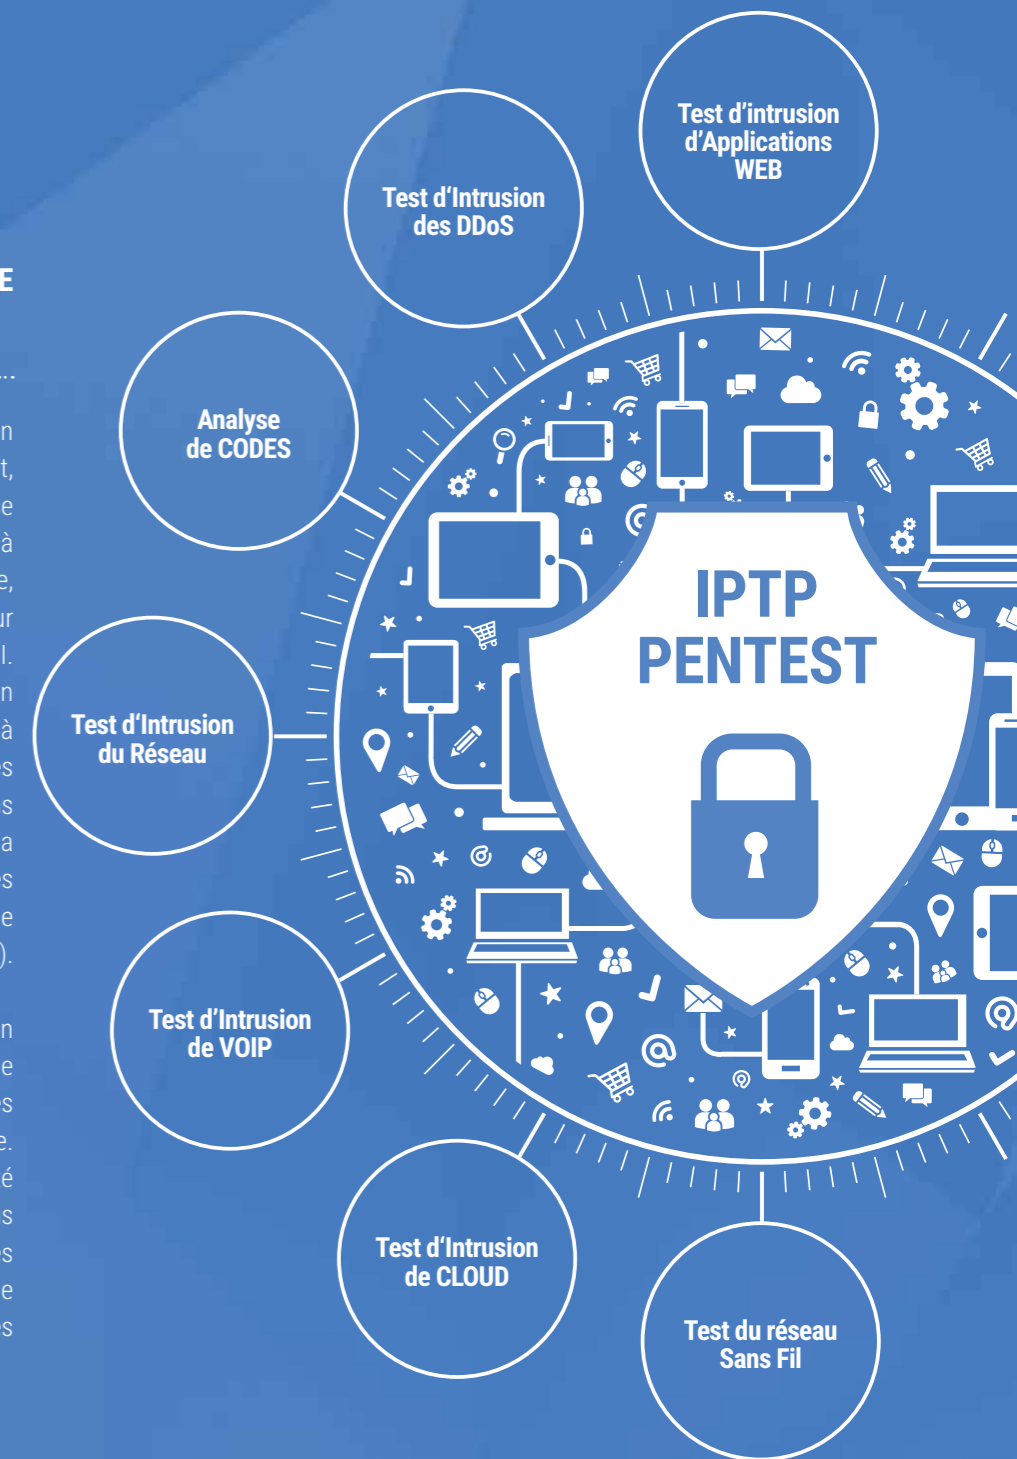 Test d'intrusion
d'Applications
WEB
Test d'Intrusion
des DDoS
Analyse
de CODES
IPTP
PENTEST
Test d'Intrusion
du Réseau
Test d'Intrusion
de VOIP
Test d'Intrusion
de CLOUD
Test du réseau
Sans Fil